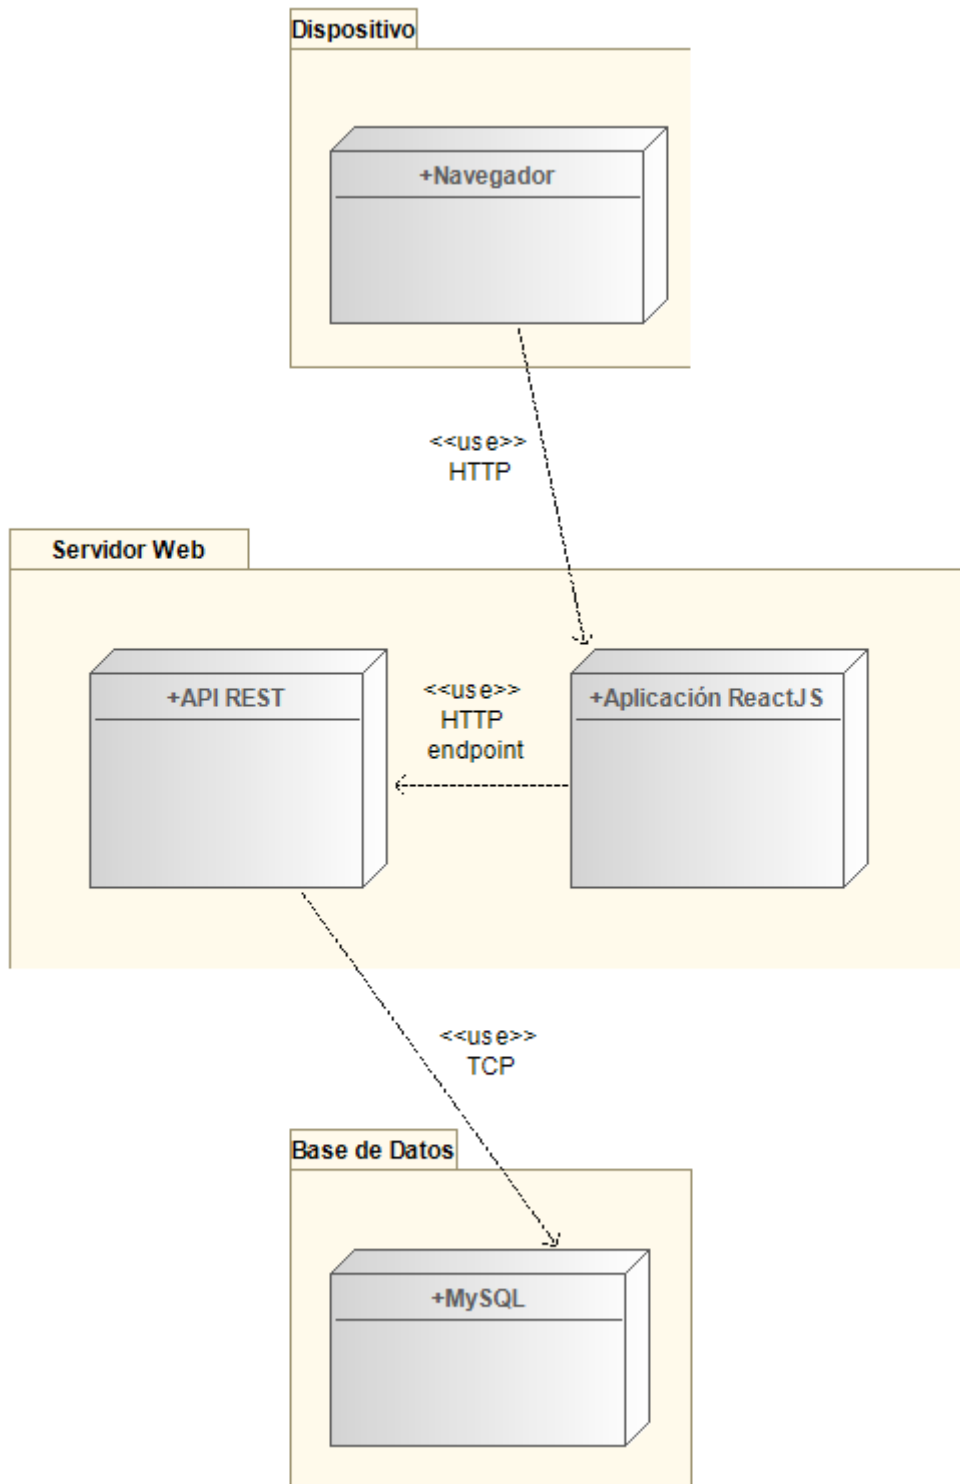 Dispositivo
+Navegador
<<use>>
HTTP
Servidor Web
+API REST
<<use>>
HTTP
endpoint
+Aplicación ReactJS
<<use>>
TCP
Base de Datos
+MySQL